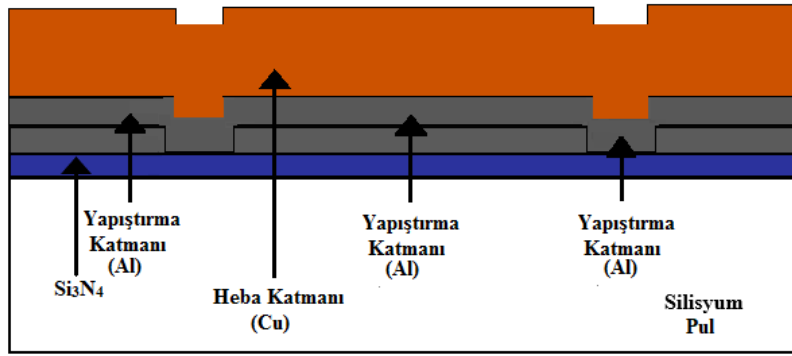 Yapıştırma
Katmanı
(Al)
Yapıştırma
Katmanı
(Al)
Yapıştırma
Katmanı
(Al)
Si3N4
Heba Katmanı
(Cu)
Silisyum
Pul